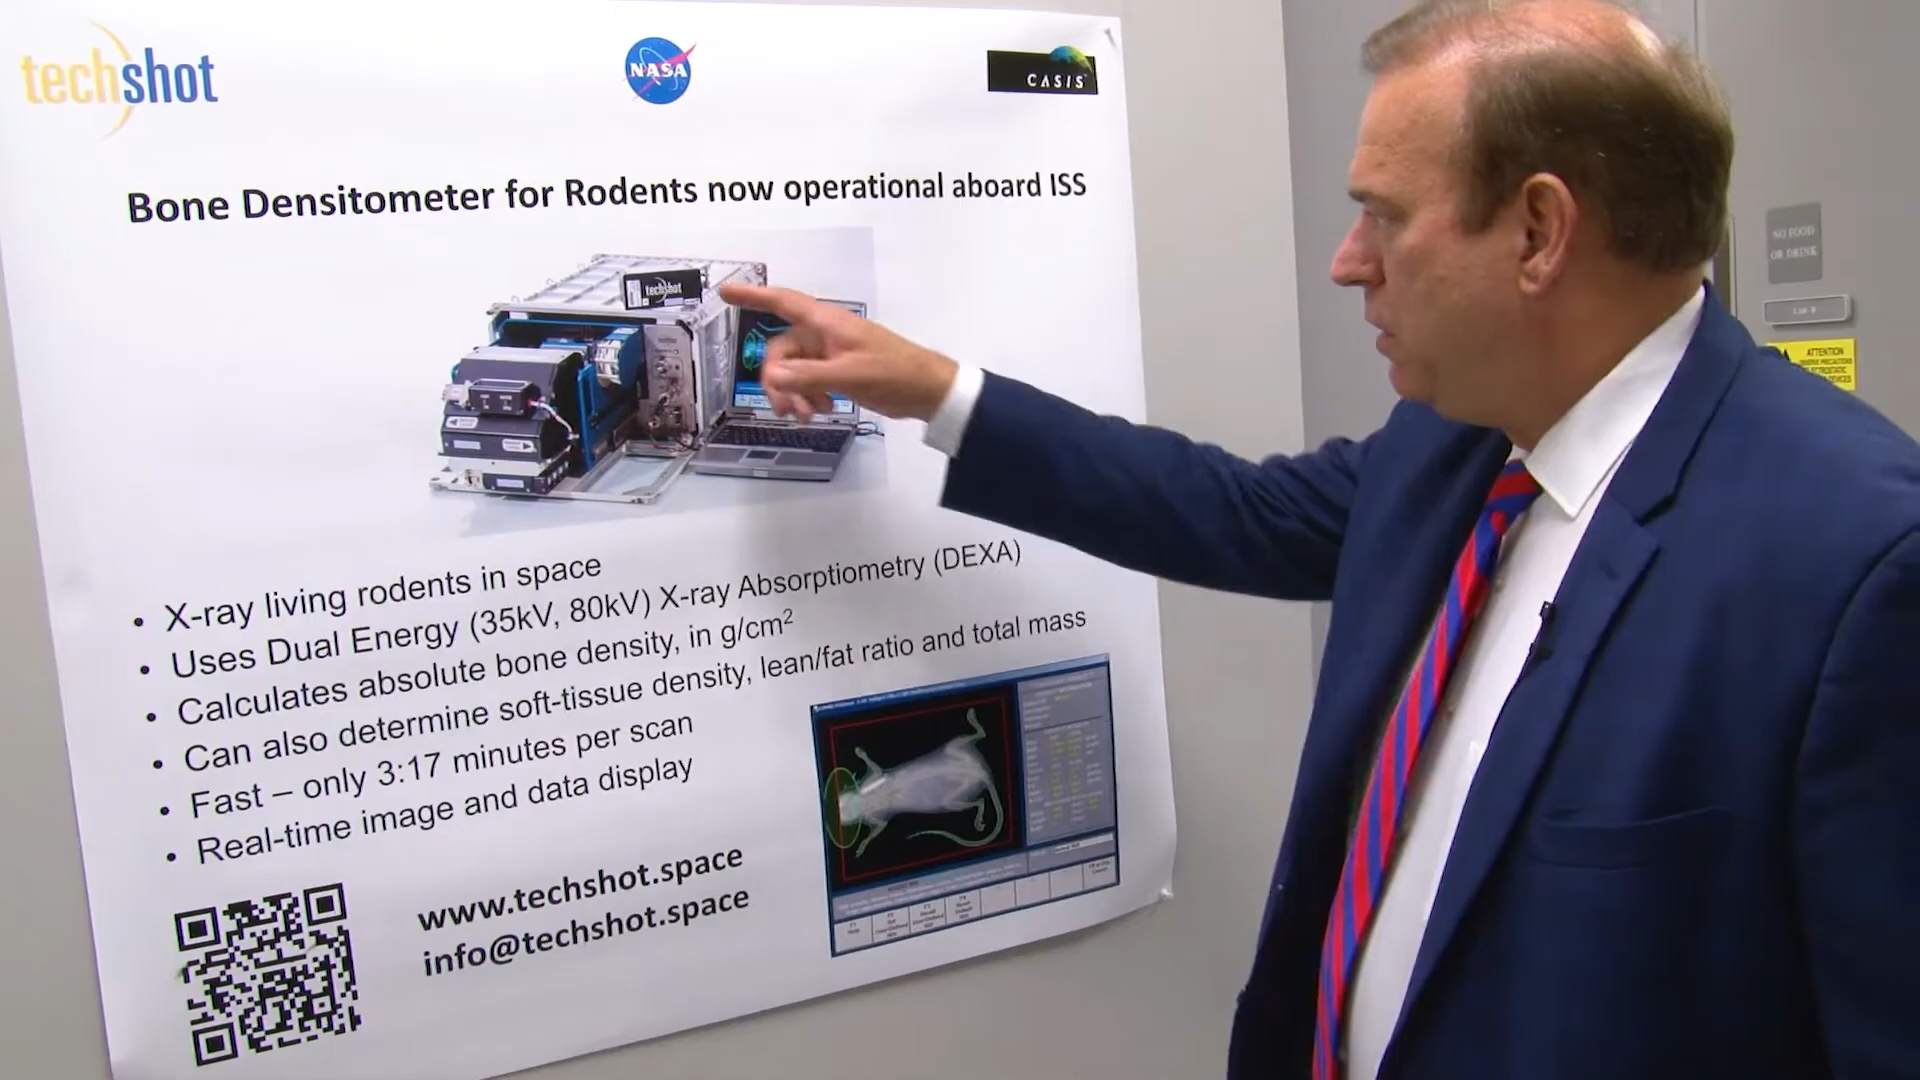 techshot
NASA
CASIS
Bone Densitometer for Rodents now operational aboard ISS
techshot
• X-ray living rodents in space
• Uses Dual Energy (35kV, 80kV) X-ray Absorptiometry (DEXA)
• Calculates absolute bone density, in g/cm²
• Can also determine soft-tissue density, lean/fat ratio and total mass
• Fast – only 3:17 minutes per scan
• Real-time image and data display
www.techshot.space
info@techshot.space
NO FOOD
OR DRINK
ATTENTION